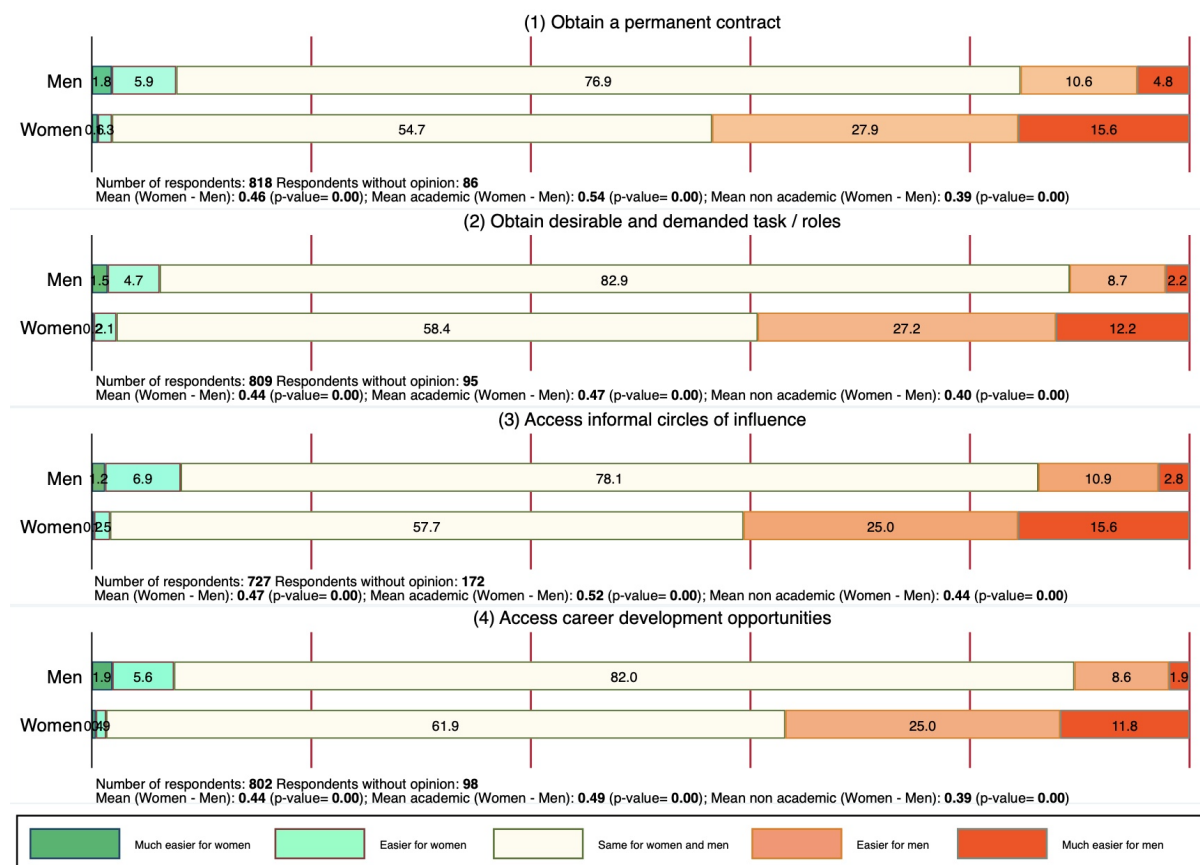 (1) Obtain a permanent contract
Men 1.8 5.9 76.9 10.6 4.8
Women 54.7 27.9 15.6
Number of respondents: 818 Respondents without opinion: 86
Mean (Women - Men): 0.46 (p-value= 0.00); Mean academic (Women - Men): 0.54 (p-value= 0.00); Mean non academic (Women - Men): 0.39 (p-value= 0.00)
(2) Obtain desirable and demanded task / roles
Men 1.5 4.7 82.9 8.7 2.2
Women 2.1 58.4 27.2 12.2
Number of respondents: 809 Respondents without opinion: 95
Mean (Women - Men): 0.44 (p-value= 0.00); Mean academic (Women - Men): 0.47 (p-value= 0.00); Mean non academic (Women - Men): 0.40 (p-value= 0.00)
(3) Access informal circles of influence
Men 1.2 6.9 78.1 10.9 2.8
Women 57.7 25.0 15.6
Number of respondents: 727 Respondents without opinion: 172
Mean (Women - Men): 0.47 (p-value= 0.00); Mean academic (Women - Men): 0.52 (p-value= 0.00); Mean non academic (Women - Men): 0.44 (p-value= 0.00)
(4) Access career development opportunities
Men 1.9 5.6 82.0 8.6 1.9
Women 61.9 25.0 11.8
Number of respondents: 802 Respondents without opinion: 98
Mean (Women - Men): 0.44 (p-value= 0.00); Mean academic (Women - Men): 0.49 (p-value= 0.00); Mean non academic (Women - Men): 0.39 (p-value= 0.00)
Much easier for women Easier for women Same for women and men Easier for men Much easier for men